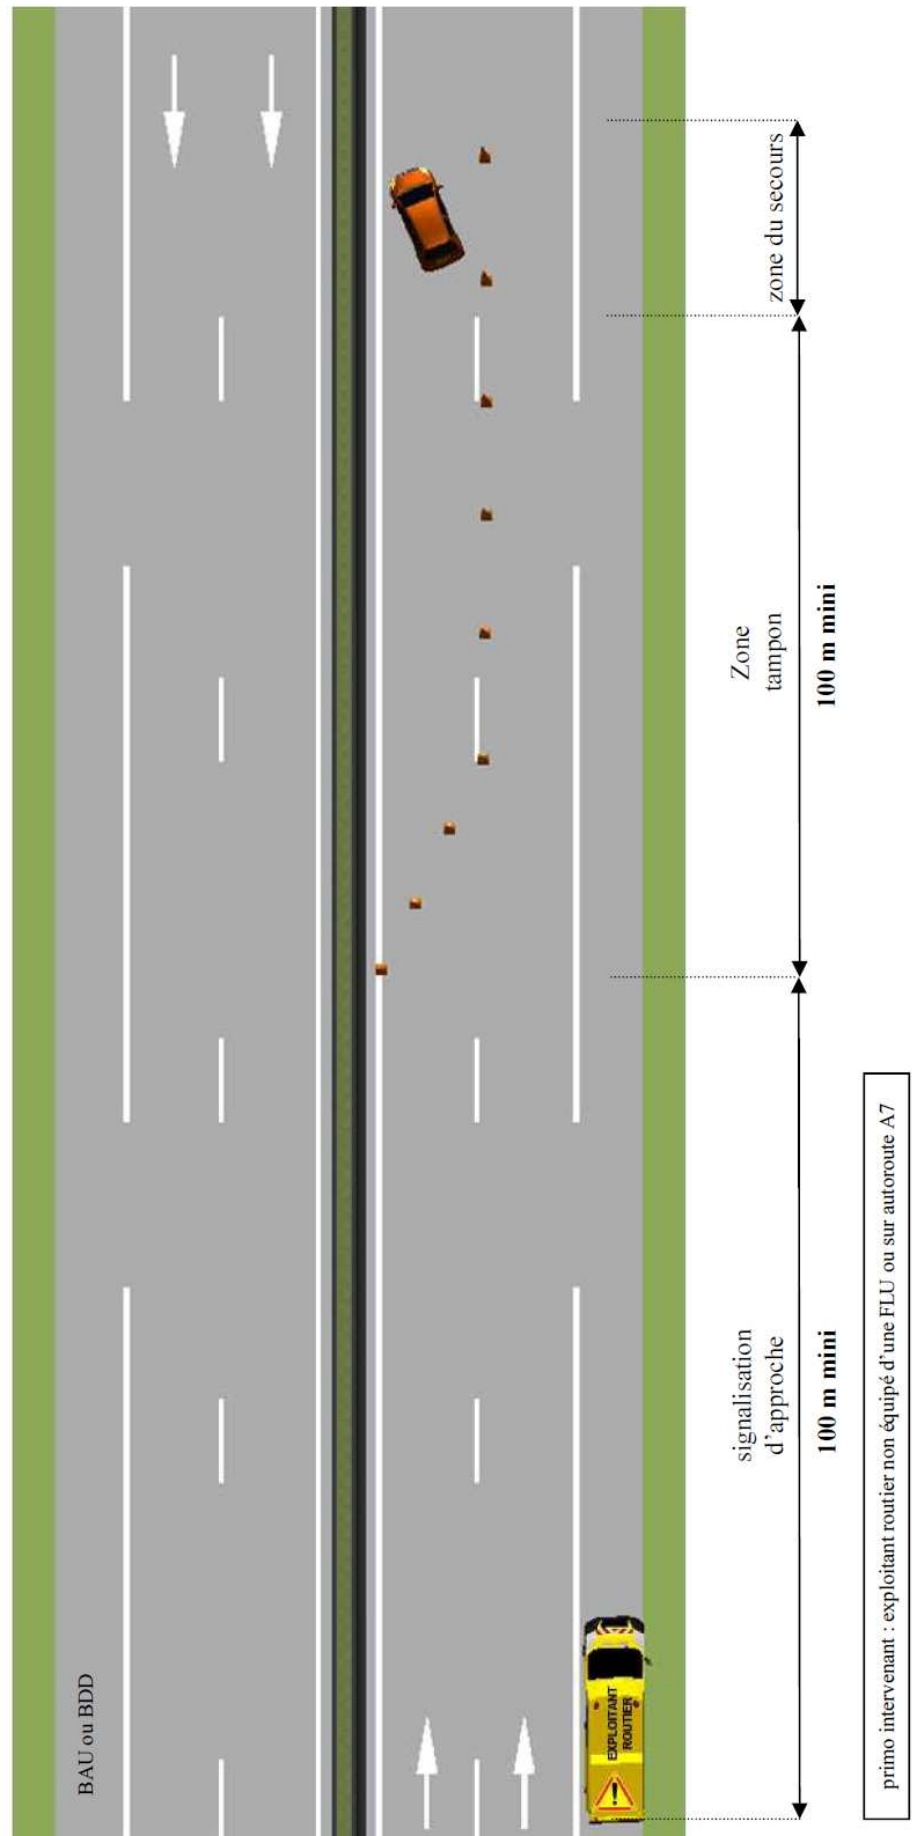 BAU ou BDD
EXPLOITANT
ROUTIER
signalisation
d'approche
100 m mini
Zone
tampon
100 m mini
zone du secours
primo intervenant : exploitant routier non équipé d'une FLU ou sur autoroute A7